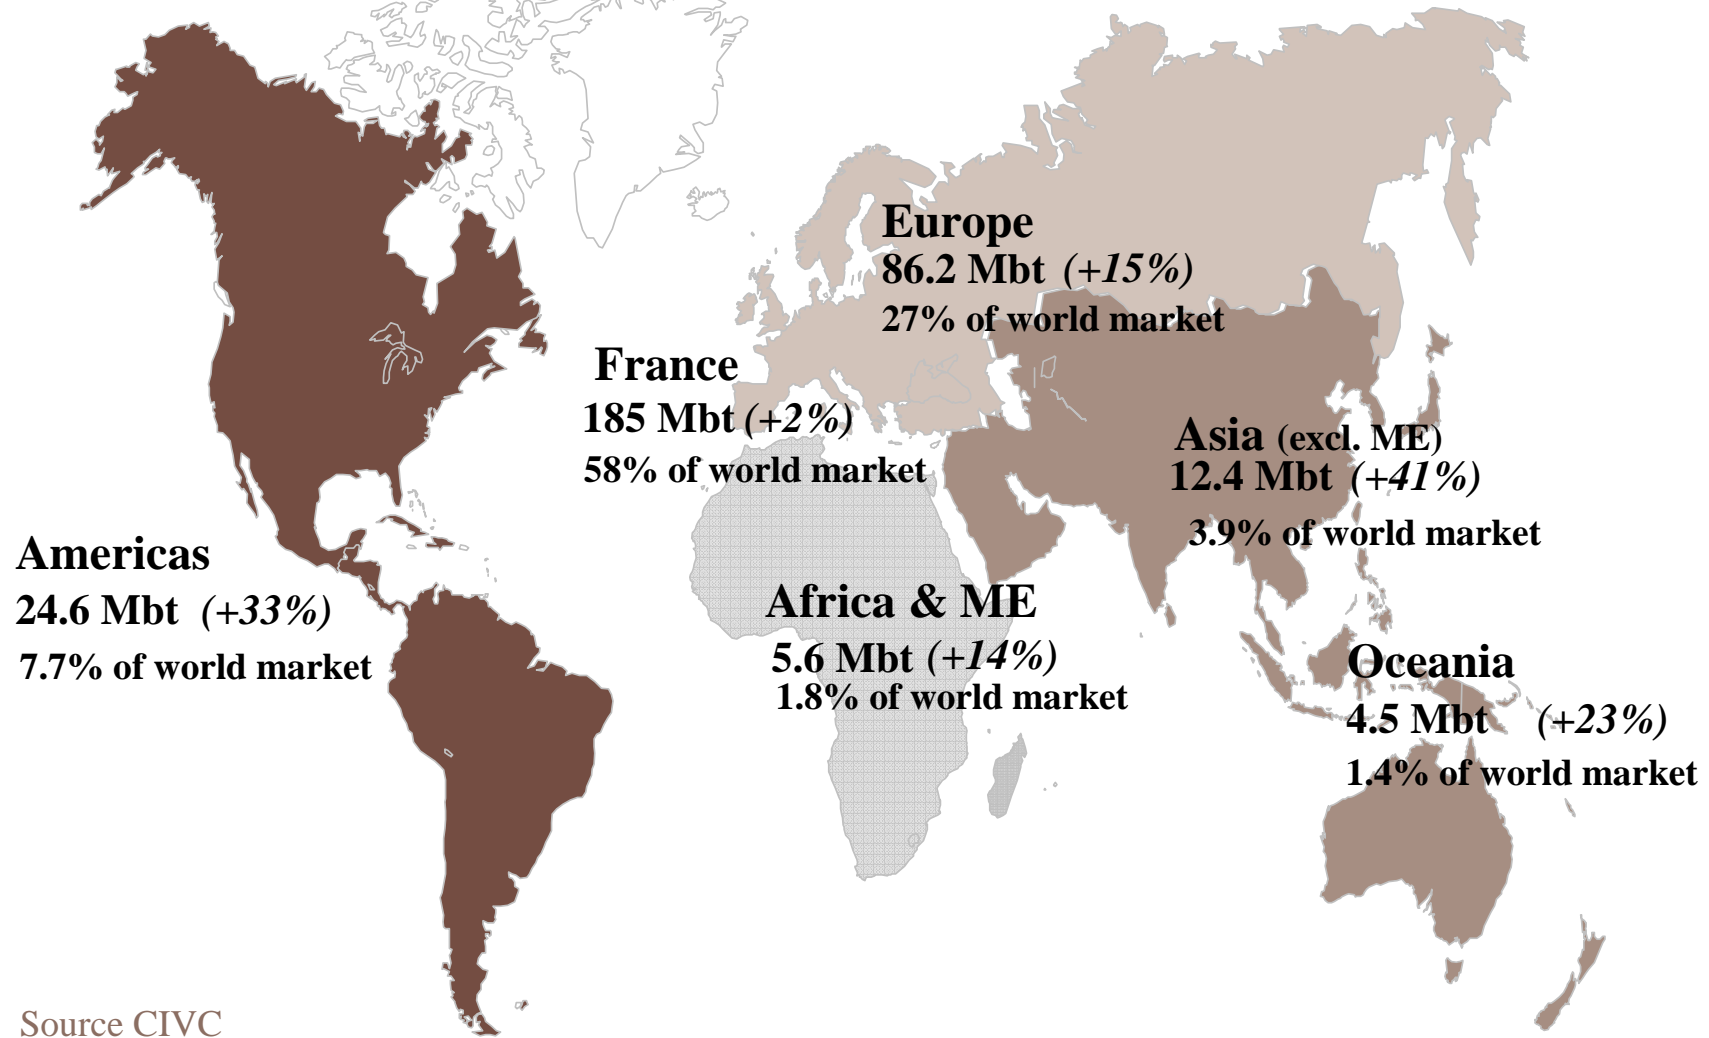 Europe
86.2 Mbt (+15%)
27% of world market
France
185 Mbt (+2%)
58% of world market
Asia (excl. ME)
12.4 Mbt (+41%)
3.9% of world market
Americas
24.6 Mbt (+33%)
7.7% of world market
Africa & ME
5.6 Mbt (+14%)
1.8% of world market
Oceania
4.5 Mbt (+23%)
1.4% of world market
Source CIVC